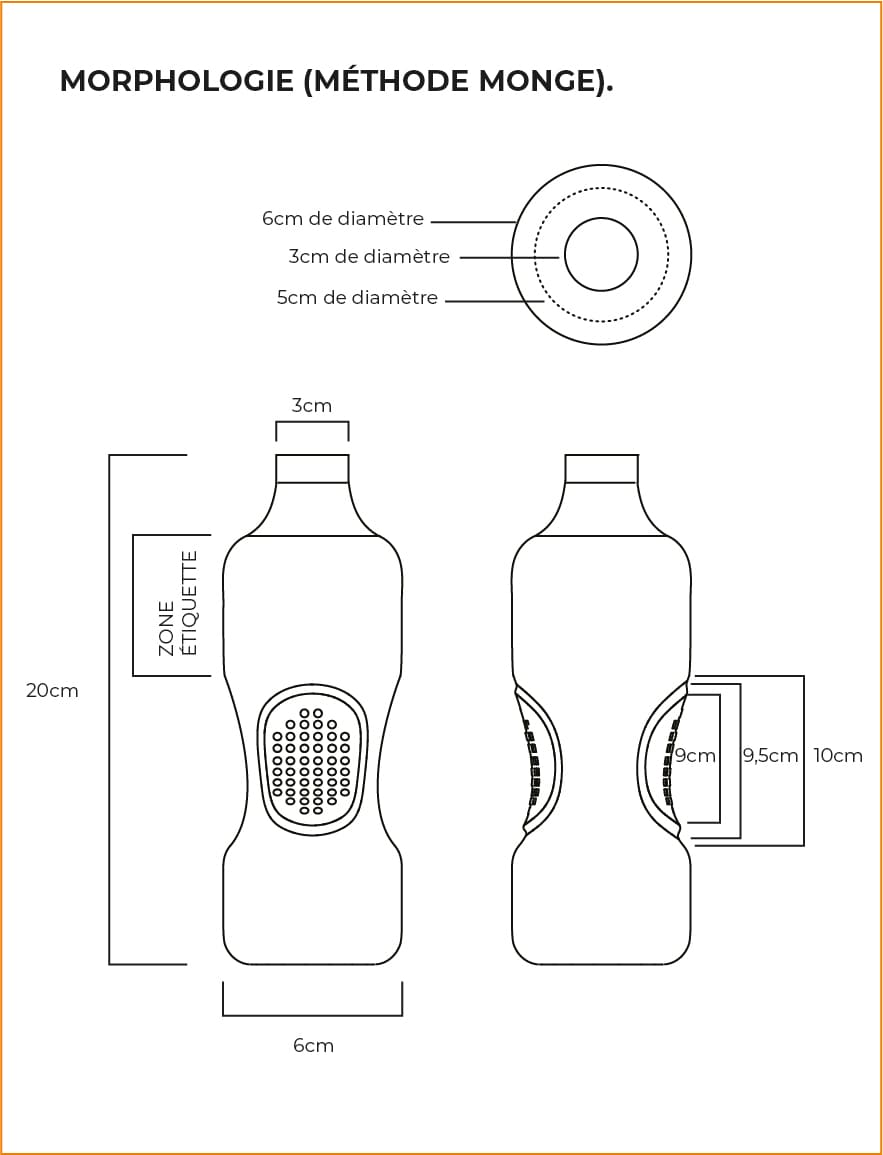 MORPHOLOGIE (MÉTHODE MONGE).
6cm de diamètre
3cm de diamètre
5cm de diamètre
3cm
ZONE
ÉTIQUETTE
20cm
9cm
9,5cm
10cm
6cm